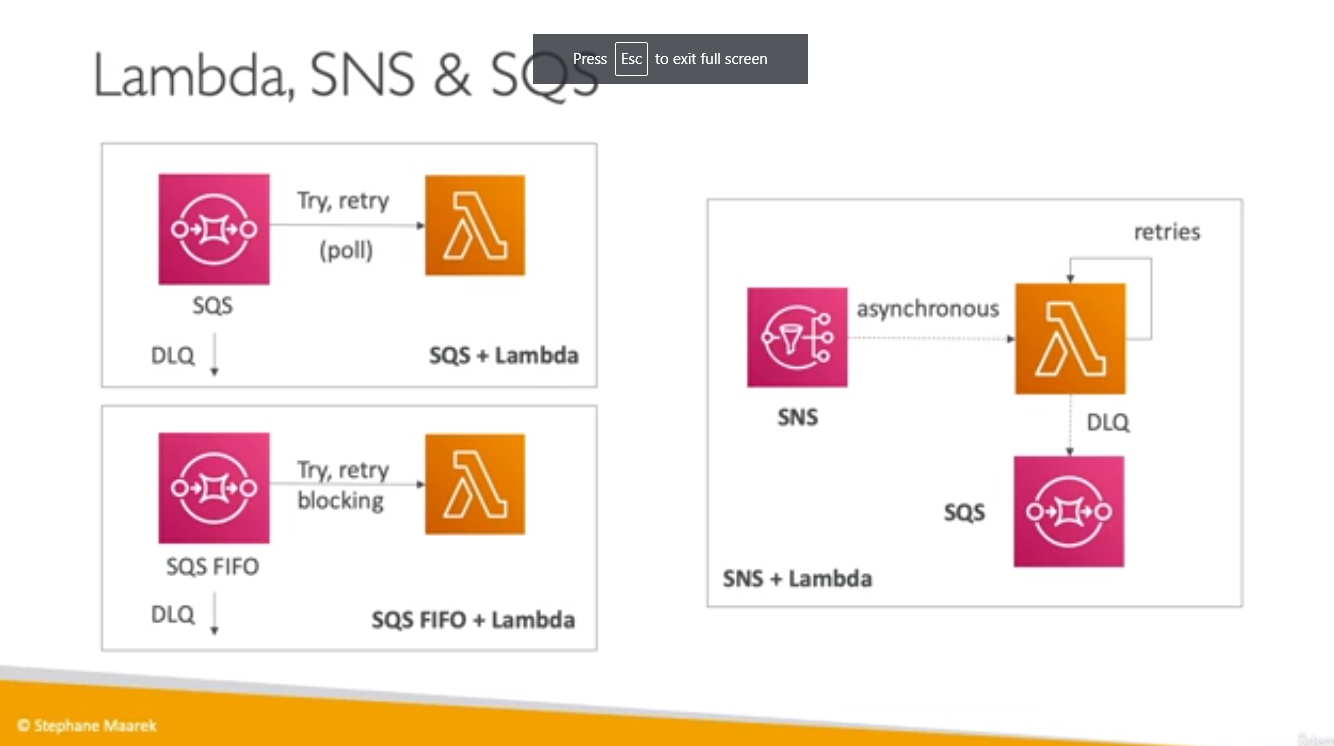 Lambda, SNS & SQS
Press Esc to exit full screen
Try, retry
(poll)
SQS
DLQ
SQS + Lambda
Try, retry
blocking
SQS FIFO
DLQ
SQS FIFO + Lambda
retries
asynchronous
SNS
DLQ
SQS
SNS + Lambda
© Stephane Maarek